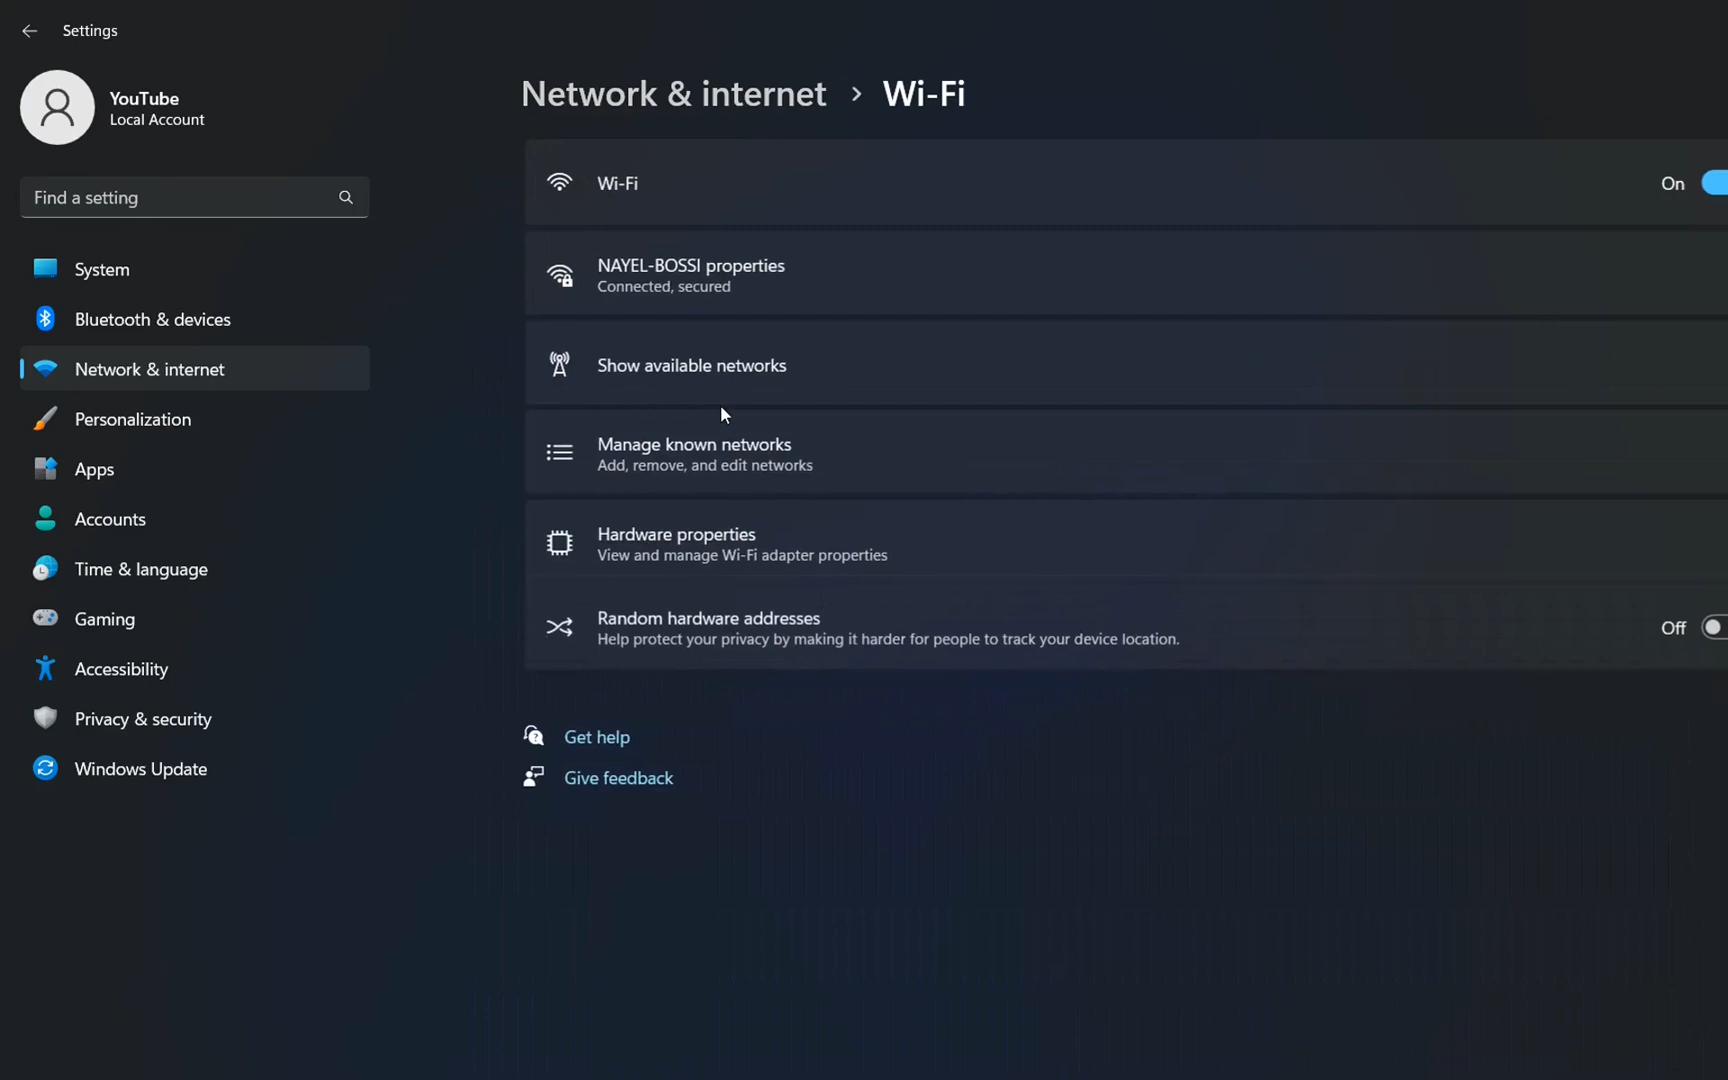 Settings
YouTube
Local Account
Find a setting
System
Bluetooth & devices
Network & internet
Personalization
Apps
Accounts
Time & language
Gaming
Accessibility
Privacy & security
Windows Update
Network & internet > Wi-Fi
Wi-Fi
On
NAYEL-BOSSI properties
Connected, secured
Show available networks
Manage known networks
Add, remove, and edit networks
Hardware properties
View and manage Wi-Fi adapter properties
Random hardware addresses
Help protect your privacy by making it harder for people to track your device location.
Off
Get help
Give feedback